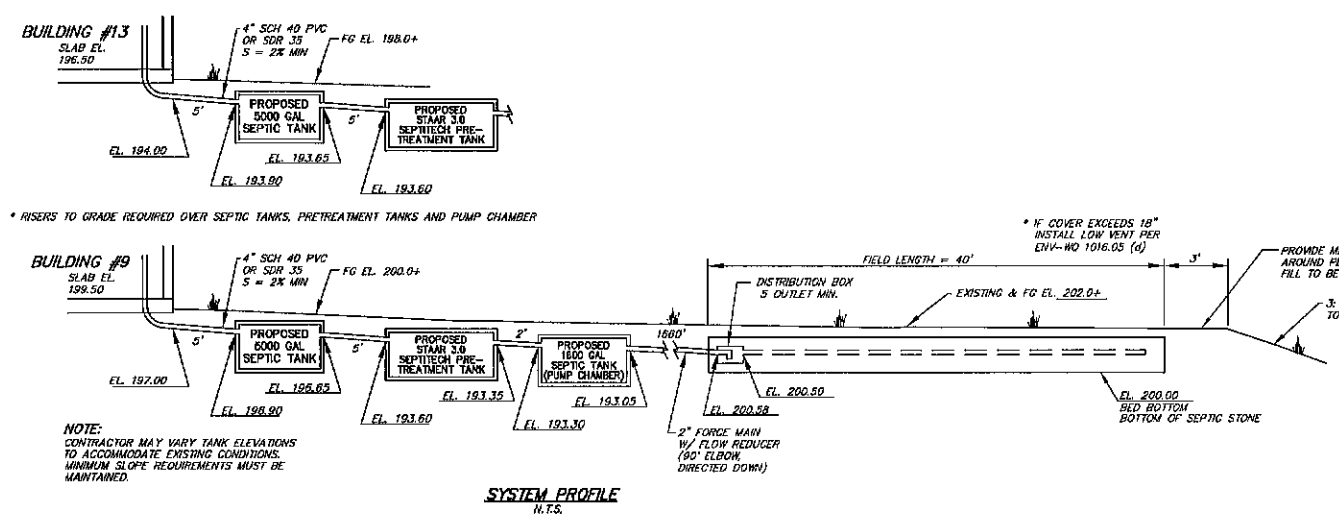 BUILDING #13
SLAB EL.
196.50
4" SCH 40 PVC
OR SDR 35
S = 2% MIN
FG EL. 198.0+
5'
PROPOSED
5000 GAL
SEPTIC TANK
5'
PROPOSED
STAAR 3.0
SEPTITECH PRE-
TREATMENT TANK
EL. 194.00
EL. 193.65
EL. 193.90
EL. 193.60
* RISERS TO GRADE REQUIRED OVER SEPTIC TANKS, PRETREATMENT TANKS AND PUMP CHAMBER
* IF COVER EXCEEDS 18"
INSTALL LOW VENT PER
ENV-WQ 1016.05 (d)
BUILDING #9
SLAB EL.
199.50
4" SCH 40 PVC
OR SDR 35
S = 2% MIN
FG EL. 200.0+
FIELD LENGTH = 40'
3'
PROVIDE
AROUND
FILL TO BE
DISTRIBUTION BOX
5 OUTLET MIN.
EXISTING & FG EL. 202.0+
3:
TO
5'
PROPOSED
5000 GAL
SEPTIC TANK
5'
PROPOSED
STAAR 3.0
SEPTITECH PRE-
TREATMENT TANK
2'
PROPOSED
1600 GAL
SEPTIC TANK
(PUMP CHAMBER)
1660'
EL. 197.00
EL. 196.65
EL. 196.90
EL. 193.35
EL. 193.60
EL. 193.05
EL. 193.30
EL. 200.50
EL. 200.58
EL. 200.00
BED BOTTOM
BOTTOM OF SEPTIC STONE
2" FORCE MAIN
W/ FLOW REDUCER
(90° ELBOW,
DIRECTED DOWN)
NOTE:
CONTRACTOR MAY VARY TANK ELEVATIONS
TO ACCOMMODATE EXISTING CONDITIONS.
MINIMUM SLOPE REQUIREMENTS MUST BE
MAINTAINED.
SYSTEM PROFILE
N.T.S.